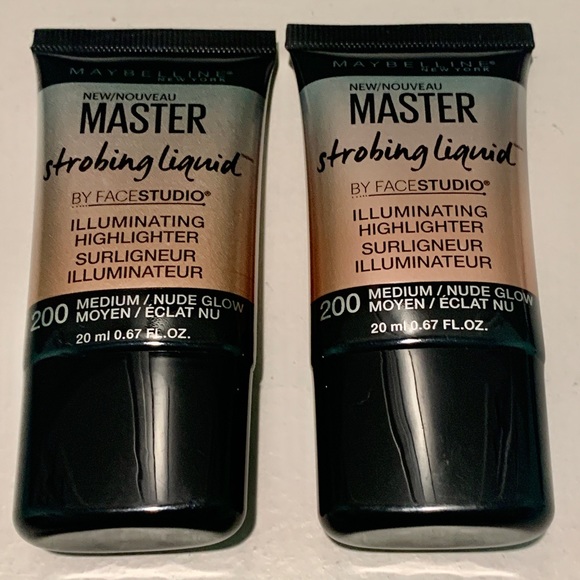 MAYBELLINE
NEW YORK
NEW/NOUVEAU
MASTER
strobing liquid™
BY FACESTUDIO®
ILLUMINATING
HIGHLIGHTER
SURLIGNEUR
ILLUMINATEUR
200 MEDIUM / NUDE GLOW
MOYEN / ÉCLAT NU
20 ml 0.67 FL.OZ.
MAYBELLINE
NEW YORK
NEW/NOUVEAU
MASTER
strobing liquid™
BY FACESTUDIO®
ILLUMINATING
HIGHLIGHTER
SURLIGNEUR
ILLUMINATEUR
200 MEDIUM / NUDE GLOW
MOYEN / ÉCLAT NU
20 ml 0.67 FL.OZ.